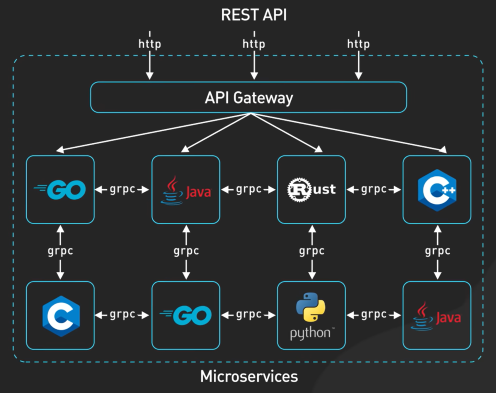 REST API
http http http
API Gateway
GO grpc Java grpc Rust grpc C++
grpc grpc grpc grpc
C grpc GO grpc python grpc Java
Microservices